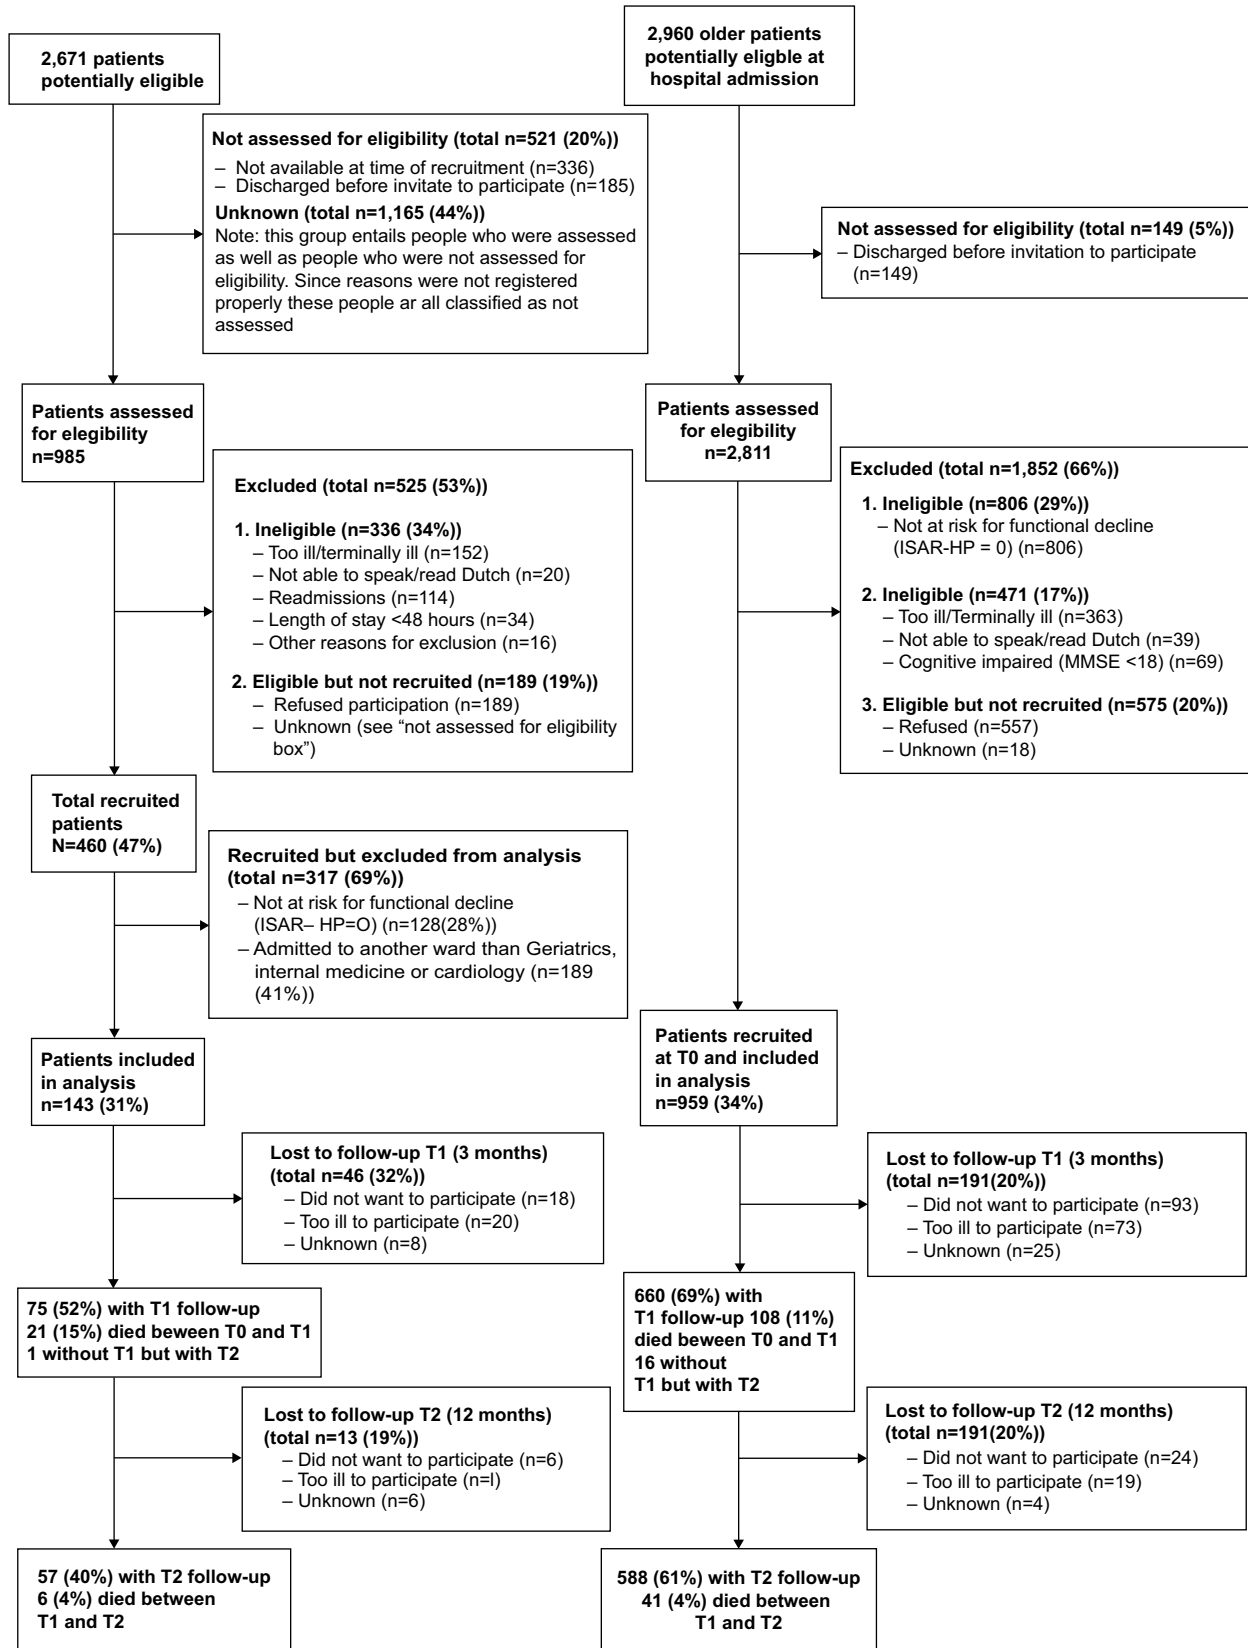 2,671 patients
potentially eligible
2,960 older patients
potentially eligble at
hospital admission
Not assessed for eligibility (total n=521 (20%))
– Not available at time of recruitment (n=336)
– Discharged before invitate to participate (n=185)
Unknown (total n=1,165 (44%))
Note: this group entails people who were assessed
as well as people who were not assessed for
eligibility. Since reasons were not registered
properly these people ar all classified as not
assessed
Not assessed for eligibility (total n=149 (5%))
– Discharged before invitation to participate
(n=149)
Patients assessed
for elegibility
n=985
Patients assessed
for elegibility
n=2,811
Excluded (total n=525 (53%))
1. Ineligible (n=336 (34%))
– Too ill/terminally ill (n=152)
– Not able to speak/read Dutch (n=20)
– Readmissions (n=114)
– Length of stay <48 hours (n=34)
– Other reasons for exclusion (n=16)
2. Eligible but not recruited (n=189 (19%))
– Refused participation (n=189)
– Unknown (see “not assessed for eligibility
box”)
Excluded (total n=1,852 (66%))
1. Ineligible (n=806 (29%))
– Not at risk for functional decline
(ISAR-HP = 0) (n=806)
2. Ineligible (n=471 (17%))
– Too ill/Terminally ill (n=363)
– Not able to speak/read Dutch (n=39)
– Cognitive impaired (MMSE <18) (n=69)
3. Eligible but not recruited (n=575 (20%))
– Refused (n=557)
– Unknown (n=18)
Total recruited
patients
N=460 (47%)
Recruited but excluded from analysis
(total n=317 (69%))
– Not at risk for functional decline
(ISAR– HP=O) (n=128(28%))
– Admitted to another ward than Geriatrics,
internal medicine or cardiology (n=189
(41%))
Patients included
in analysis
n=143 (31%)
Patients recruited
at T0 and included
in analysis
n=959 (34%)
Lost to follow-up T1 (3 months)
(total n=46 (32%))
– Did not want to participate (n=18)
– Too ill to participate (n=20)
– Unknown (n=8)
Lost to follow-up T1 (3 months)
(total n=191(20%))
– Did not want to participate (n=93)
– Too ill to participate (n=73)
– Unknown (n=25)
75 (52%) with T1 follow-up
21 (15%) died beween T0 and T1
1 without T1 but with T2
660 (69%) with
T1 follow-up 108 (11%)
died beween T0 and T1
16 without
T1 but with T2
Lost to follow-up T2 (12 months)
(total n=13 (19%))
– Did not want to participate (n=6)
– Too ill to participate (n=l)
– Unknown (n=6)
Lost to follow-up T2 (12 months)
(total n=191(20%))
– Did not want to participate (n=24)
– Too ill to participate (n=19)
– Unknown (n=4)
57 (40%) with T2 follow-up
6 (4%) died between
T1 and T2
588 (61%) with T2 follow-up
41 (4%) died between
T1 and T2